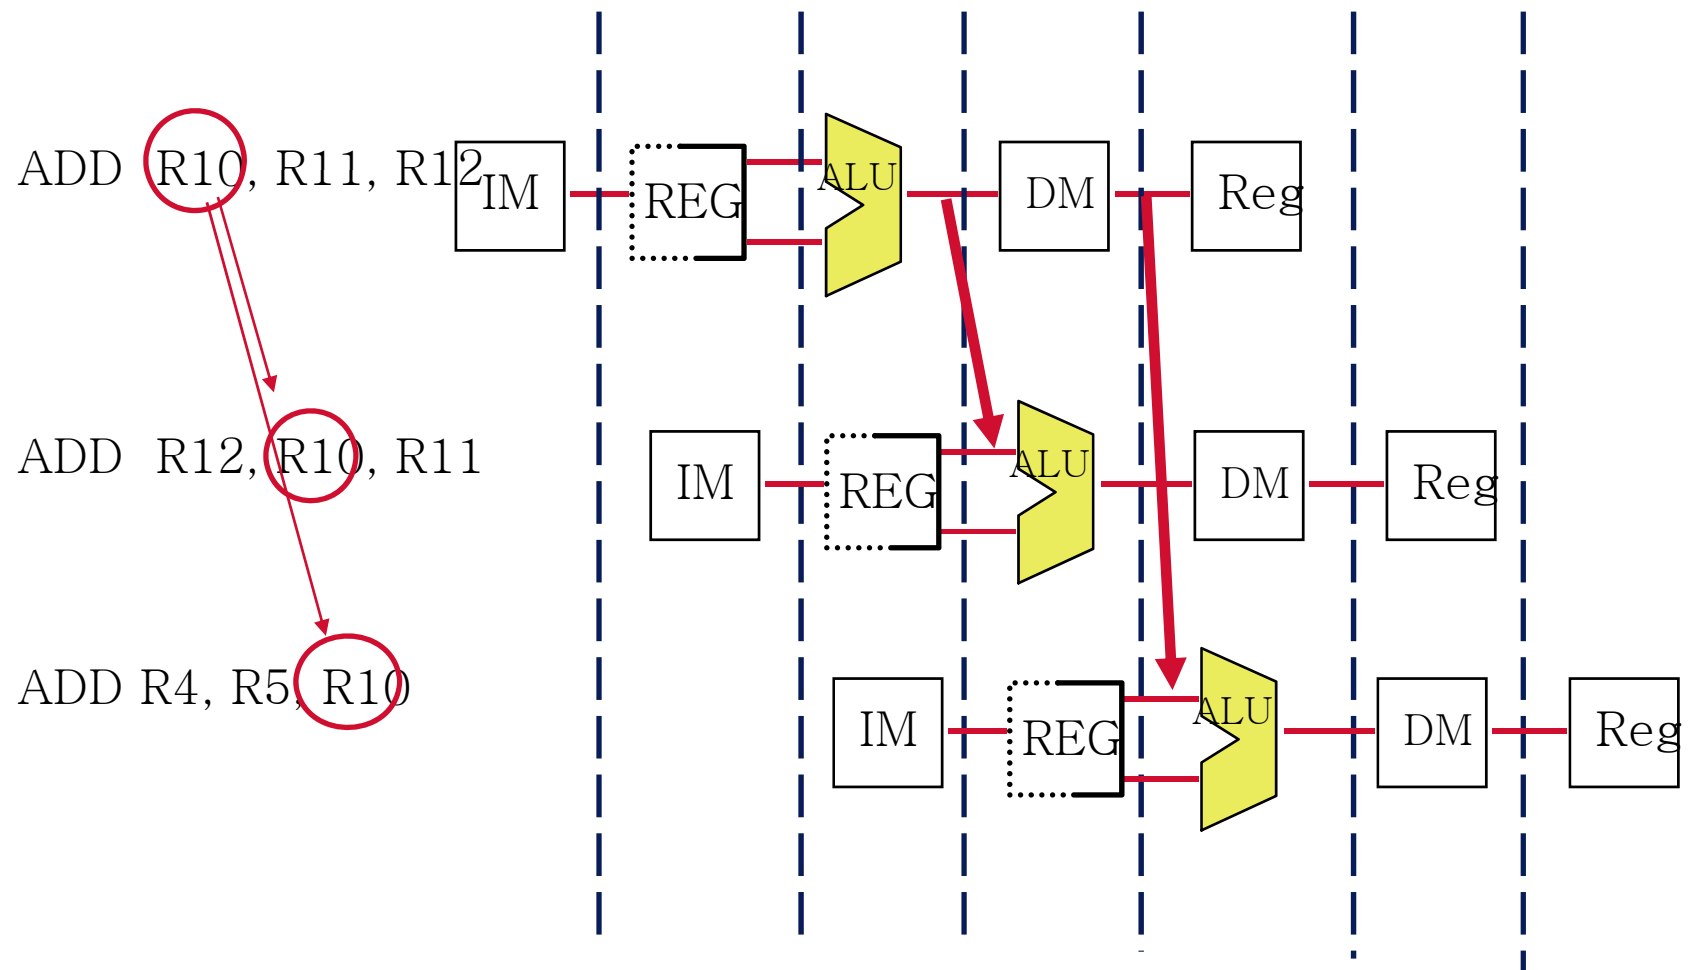 ADD R10, R11, R12 IM REG ALU DM Reg
ADD R12, R10, R11 IM REG ALU DM Reg
ADD R4, R5, R10 IM REG ALU DM Reg